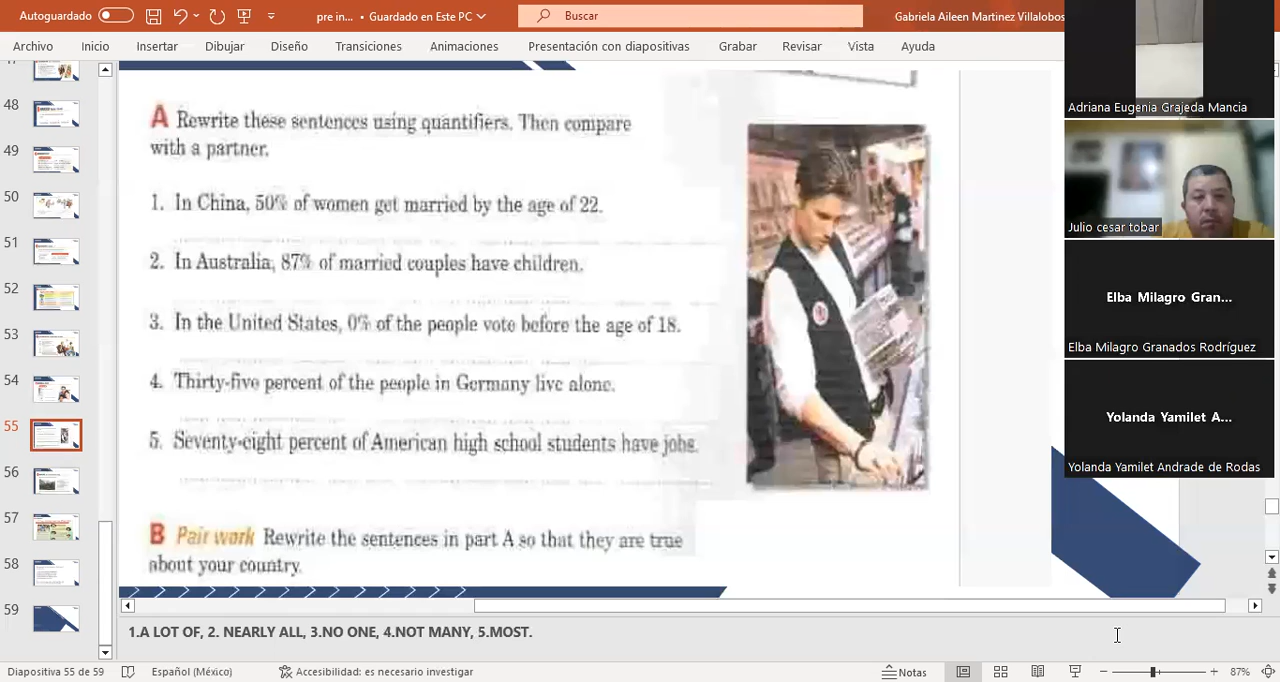 Autoguardado
pre in... • Guardado en Este PC
Buscar
Gabriela Aileen Martinez Villalobos
Archivo Inicio Insertar Dibujar Diseño Transiciones Animaciones Presentación con diapositivas Grabar Revisar Vista Ayuda
48
49
50
51
52
53
54
55
56
57
58
59
A Rewrite these sentences using quantifiers. Then compare
with a partner.
1. In China, 50% of women get married by the age of 22.
2. In Australia, 87% of married couples have children.
3. In the United States, 0% of the people vote before the age of 18.
4. Thirty-five percent of the people in Germany live alone.
5. Seventy-eight percent of American high school students have jobs.
B Pair work Rewrite the sentences in part A so that they are true
about your country.
1.A LOT OF, 2. NEARLY ALL, 3.NO ONE, 4.NOT MANY, 5.MOST.
Adriana Eugenia Grajeda Mancia
Julio cesar tobar
Elba Milagro Gran...
Elba Milagro Granados Rodríguez
Yolanda Yamilet A...
Yolanda Yamilet Andrade de Rodas
Diapositiva 55 de 59 Español (México) Accesibilidad: es necesario investigar Notas 87%